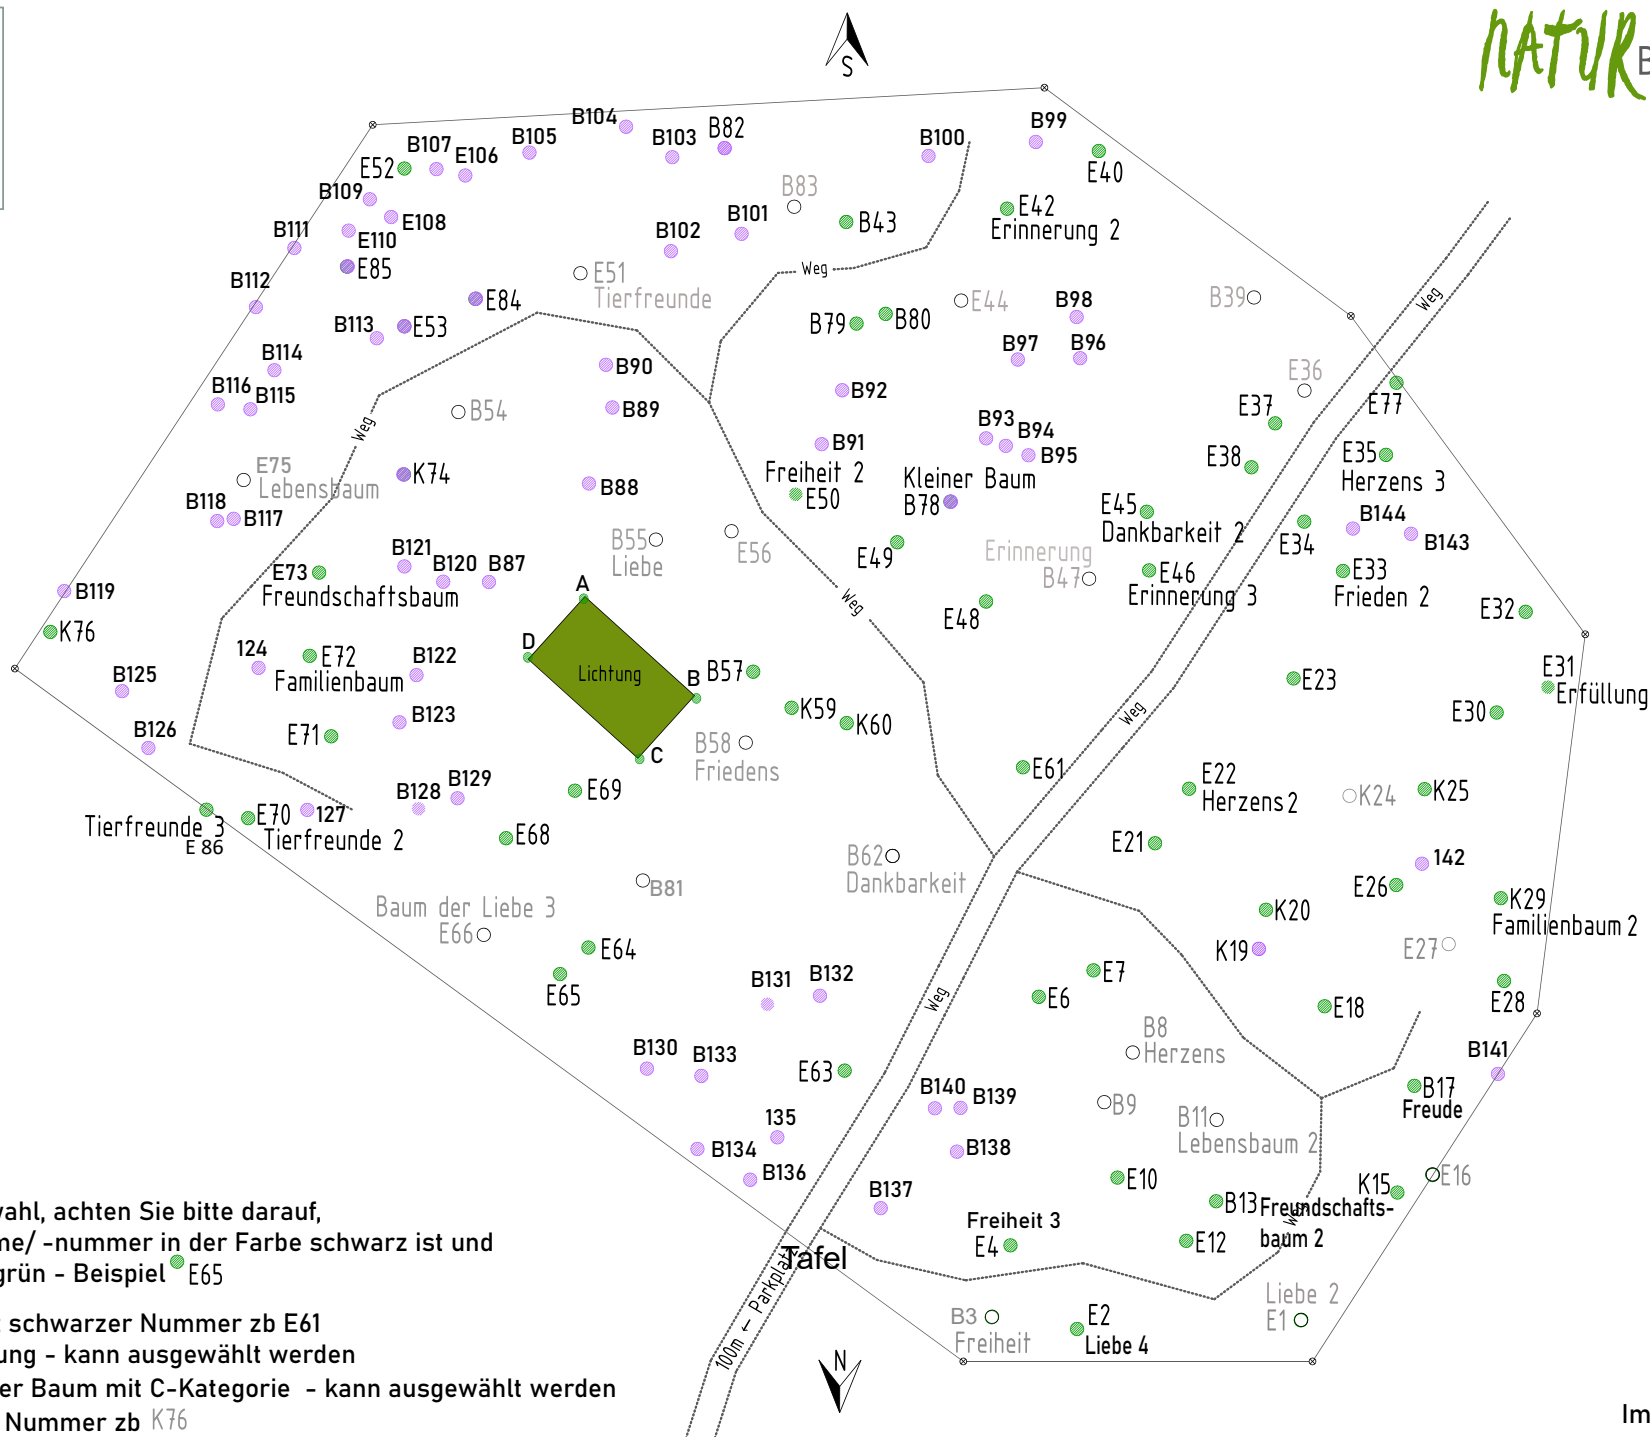 S
NATUR B
B104
B99
B107
E106
B105
B103
B82
B100
E52
E40
B109
B83
E108
B101
B43
E42
Erinnerung 2
B111
E110
B102
E85
E51
Tierfreunde
Weg
B112
E84
E44
B98
B39
Weg
B113
E53
B79
B80
B114
B90
B97
B96
E36
B116
B115
B54
B89
B92
E37
E77
Weg
B93
B94
B91
B95
E38
E35
Herzens 3
E75
Lebensbaum
K74
Freiheit 2
E50
Kleiner Baum
B78
B88
B118
B117
E45
Dankbarkeit 2
B144
B143
E34
B55
Liebe
E56
E49
Erinnerung
B47
B121
B120
B87
E73
Freundschaftsbaum
A
E46
Erinnerung 3
E33
Frieden 2
B119
Weg
E48
E32
K76
D
124
E72
Familienbaum
B122
Lichtung
B57
E23
E31
Erfüllung
B125
B
B123
K59
K60
Weg
E30
B126
E71
C
B58
Friedens
E61
E22
Herzens 2
K24
K25
B128
B129
E69
E70
127
Tierfreunde 3
E 86
Tierfreunde 2
E68
E21
B62
Dankbarkeit
142
B81
E26
K29
Familienbaum 2
Baum der Liebe 3
E66
K20
K19
E27
E64
E65
B131
B132
Weg
E7
E6
E18
E28
B8
Herzens
B130
B133
E63
B141
B140
B139
B9
B17
Freude
B11
Lebensbaum 2
135
B134
B138
B136
E10
K15
E16
B137
B13
Freundschafts-
baum 2
Weg
Freiheit 3
E4
E12
Tafel
100m ← Parkplatz
B3
Freiheit
E2
Liebe 4
Liebe 2
E1
N
wahl, achten Sie bitte darauf,
me/ -nummer in der Farbe schwarz ist und
grün - Beispiel E65
schwarzer Nummer zb E61
ung - kann ausgewählt werden
er Baum mit C-Kategorie - kann ausgewählt werden
Nummer zb K76
Im